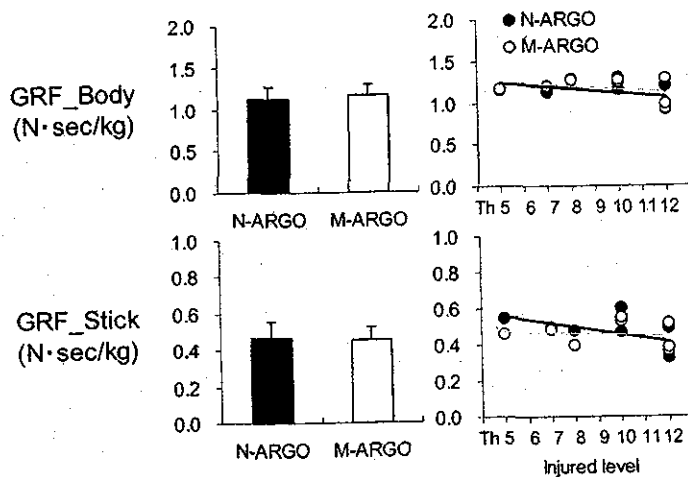 GRF_Body
(N·sec/kg)
2.0
1.5
1.0
0.5
0.0
N-ARGO M-ARGO
N-ARGO
M-ARGO
2.0
1.5
1.0
0.5
0.0
Th 5 6 7 8 9 10 11 12
GRF_Stick
(N·sec/kg)
1.0
0.8
0.6
0.4
0.2
0.0
N-ARGO M-ARGO
1.0
0.8
0.6
0.4
0.2
0.0
Th 5 6 7 8 9 10 11 12
Injured level